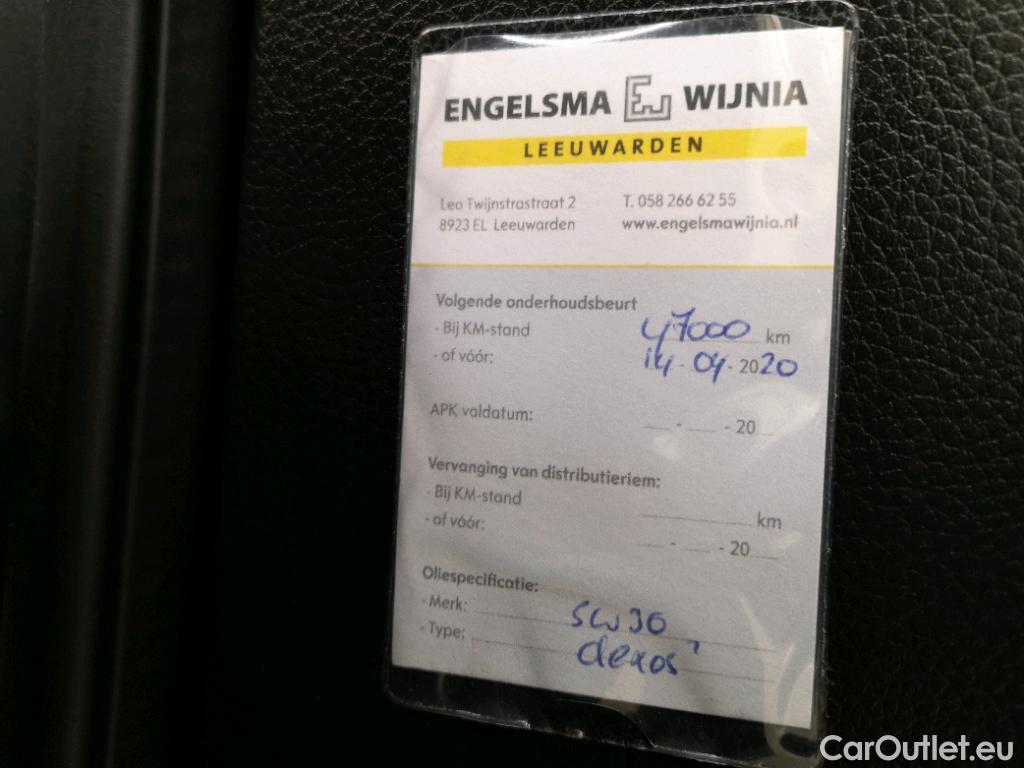 ENGELSMA EW WIJNIA
LEEUWARDEN
Leo Twijnstrastraat 2 T. 058 266 62 55
8923 EL Leeuwarden www.engelsmawijnia.nl
Volgende onderhoudsbeurt
- Bij KM-stand 47000 km
- of vóór: 14 - 04 - 2020
APK valdatum: - - 20
Vervanging van distributieriem:
- Bij KM-stand km
- of vóór: - - 20
Oliespecificatie:
- Merk: 5W30
- Type: dexos
CarOutlet.eu